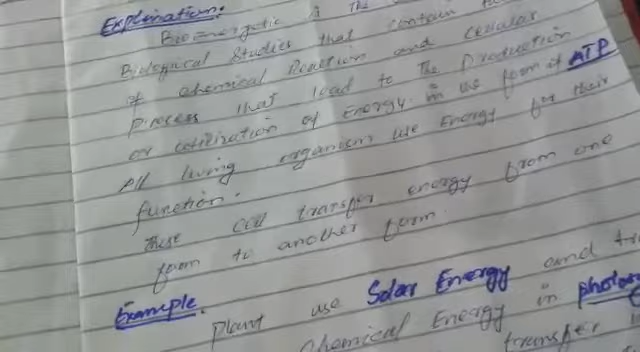 Explanation:
Bioenergetic is the
Biological studies that contain
of chemical Reaction and cellular
process that lead to the production
or utilization of Energy. in the form of ATP
All living organism use Energy for their
function.
These cell transfer energy from one
form to another form.
Example.
Plant use Solar Energy and
Chemical Energy in
transfer